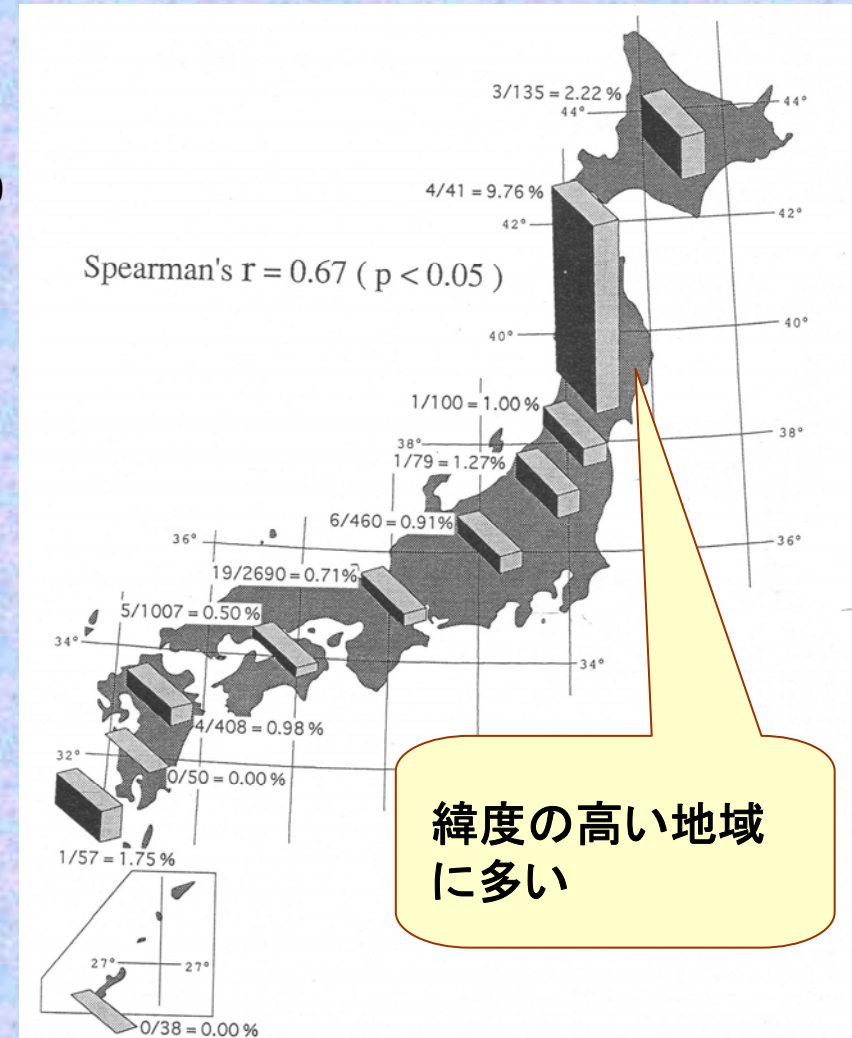 3/135 = 2.22 %
44°
44°
4/41 = 9.76 %
42°
42°
Spearman's r = 0.67 ( p < 0.05 )
40°
40°
1/100 = 1.00 %
38°
38°
1/79 = 1.27%
6/460 = 0.91%
36°
36°
19/2690 = 0.71%
5/1007 = 0.50 %
34°
34°
4/408 = 0.98 %
32°
0/50 = 0.00 %
1/57 = 1.75 %
緯度の高い地域
に多い
27°
27°
0/38 = 0.00 %